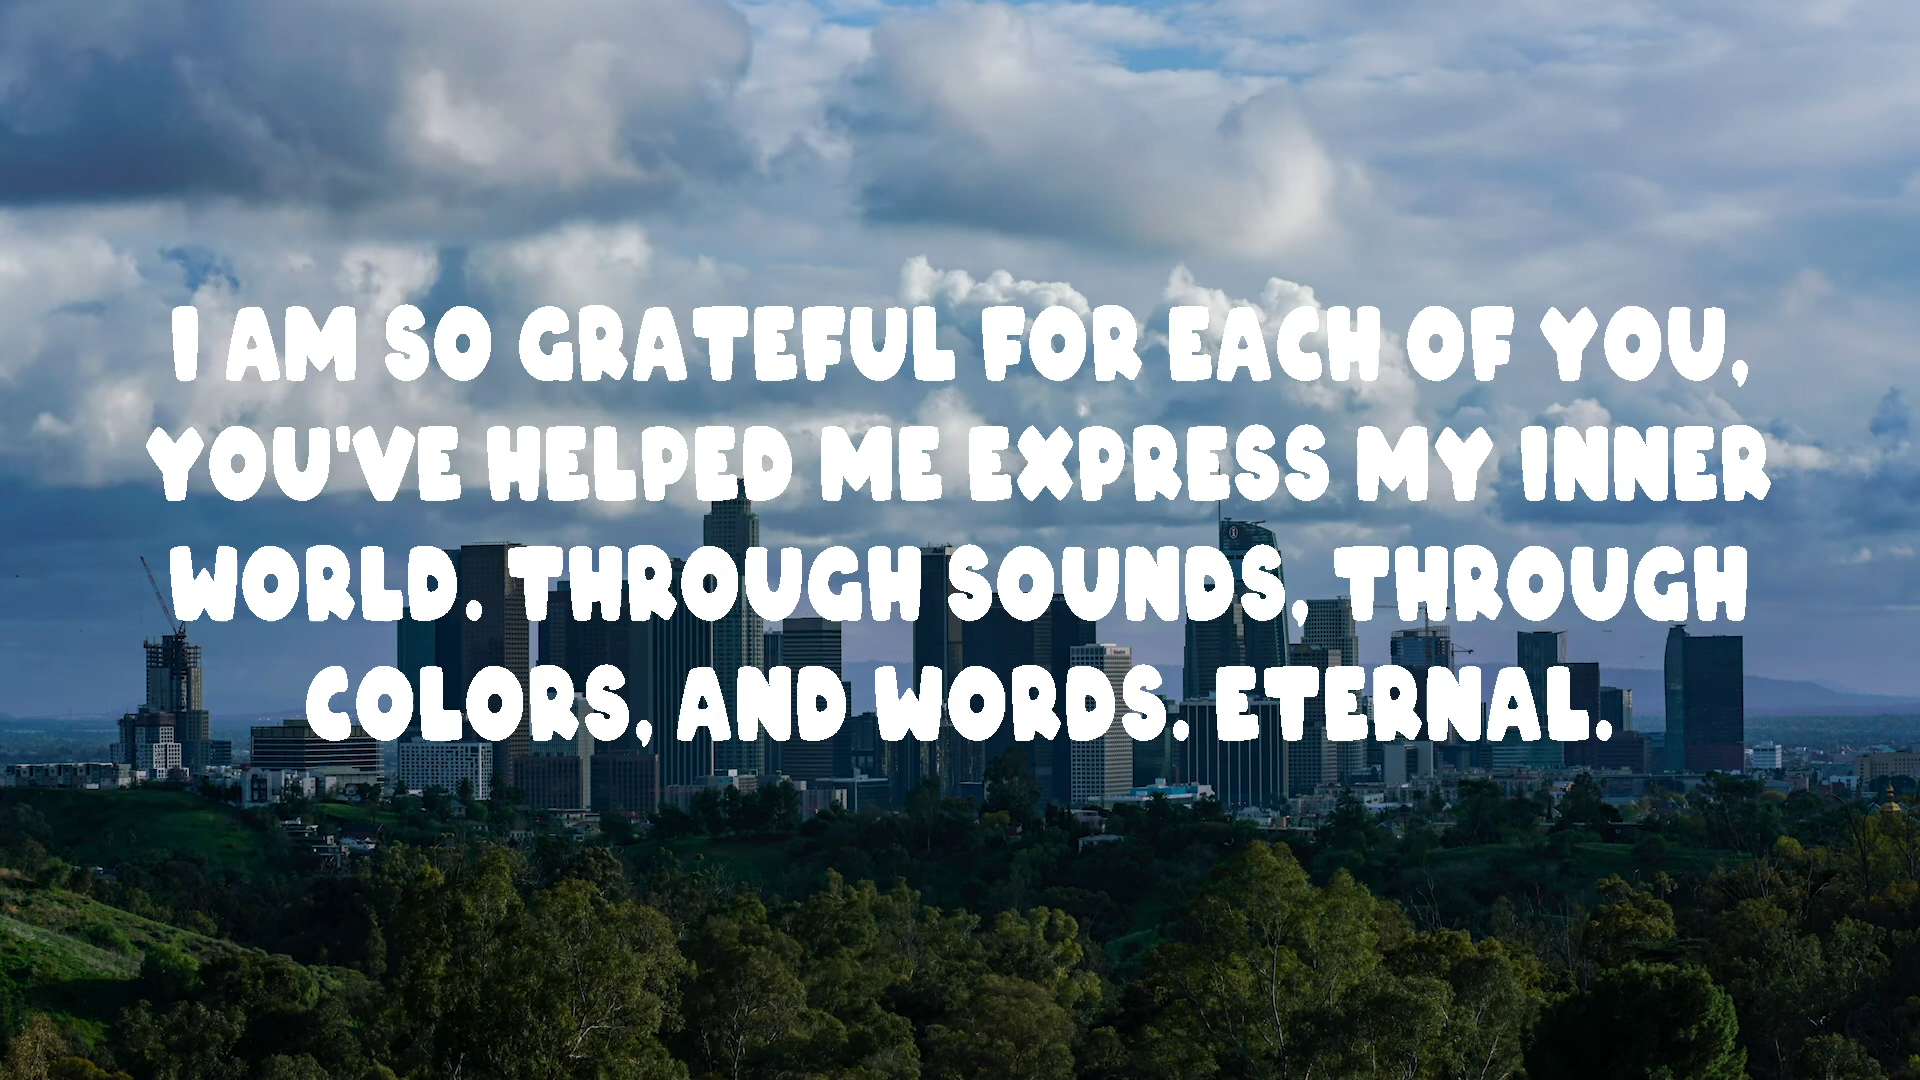 I AM SO GRATEFUL FOR EACH OF YOU,
YOU'VE HELPED ME EXPRESS MY INNER
WORLD. THROUGH SOUNDS, THROUGH
COLORS, AND WORDS. ETERNAL.